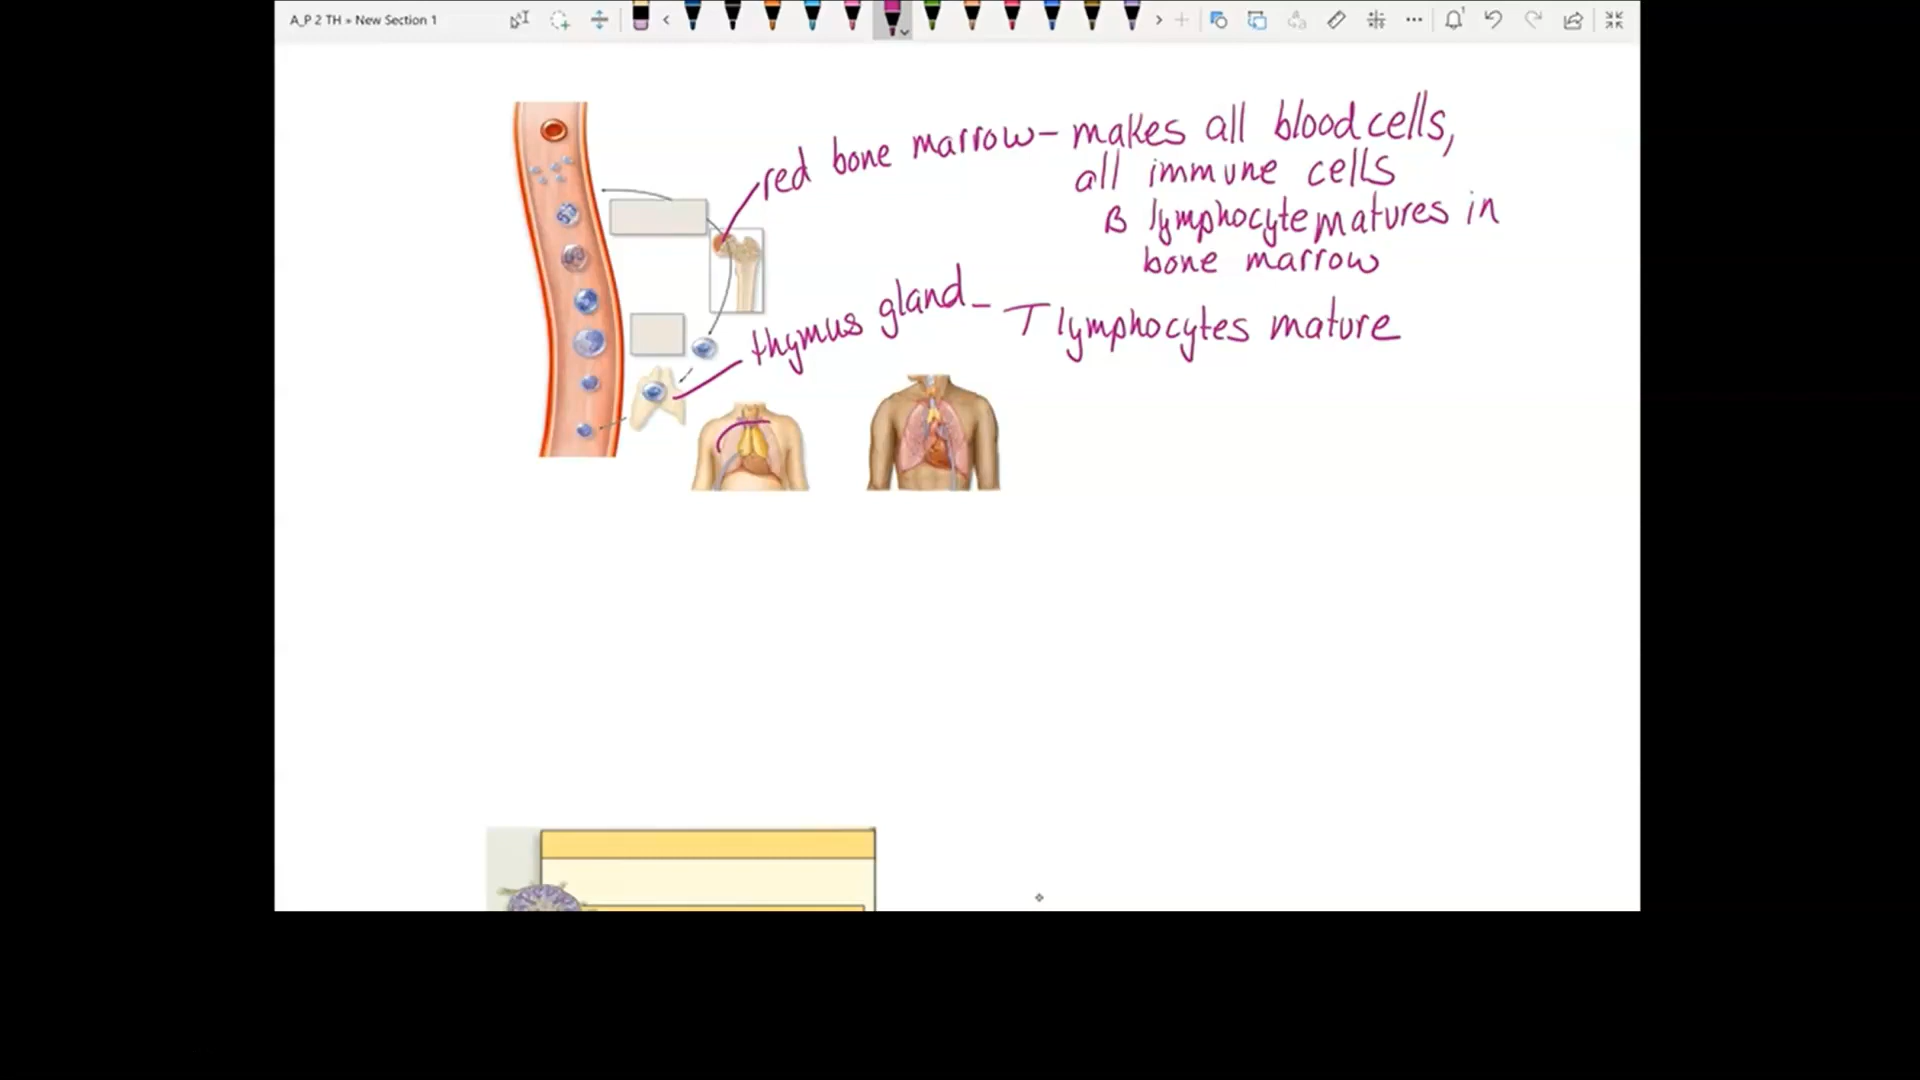 A_P 2 TH » New Section 1
red bone marrow – makes all blood cells,
all immune cells
B lymphocyte matures in
bone marrow
thymus gland – T lymphocytes mature